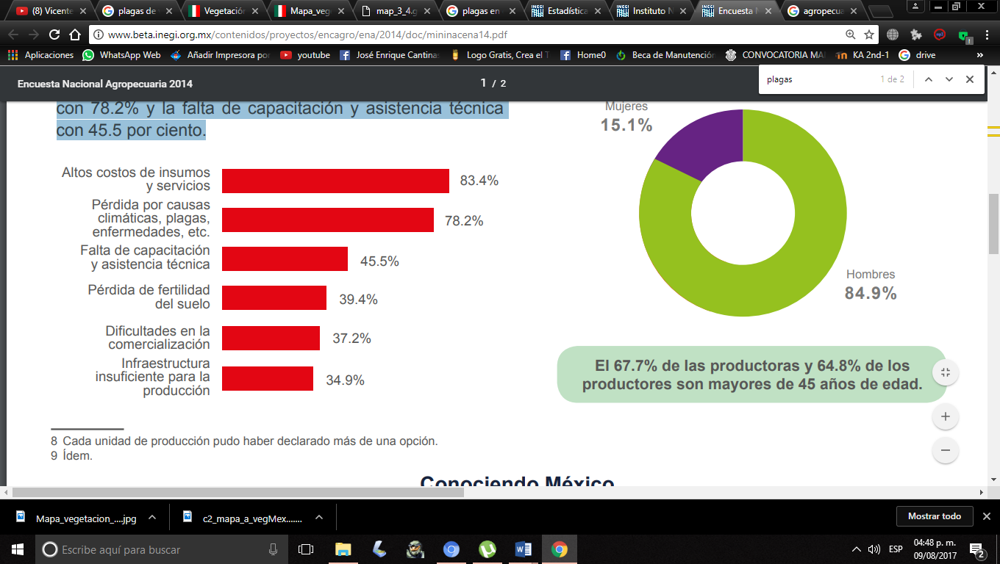 (8) Vicente
plagas de
Vegetación
Mapa_veg
map_3_4.g
plagas en
Estadística
Instituto N
Encuesta
agropecua
www.beta.inegi.org.mx/contenidos/proyectos/encagro/ena/2014/doc/mininacena14.pdf
Aplicaciones
WhatsApp Web
Añadir Impresora por
youtube
José Enrique Cantinas
Logo Gratis, Crea el T
Home0
Beca de Manutención
CONVOCATORIA MA
KA 2nd-1
drive
»
Encuesta Nacional Agropecuaria 2014
1 / 2
plagas
1 de 2
con 78.2% y la falta de capacitación y asistencia técnica
con 45.5 por ciento.
Altos costos de insumos
y servicios
83.4%
Pérdida por causas
climáticas, plagas,
enfermedades, etc.
78.2%
Falta de capacitación
y asistencia técnica
45.5%
Pérdida de fertilidad
del suelo
39.4%
Dificultades en la
comercialización
37.2%
Infraestructura
insuficiente para la
producción
34.9%
Mujeres
15.1%
Hombres
84.9%
El 67.7% de las productoras y 64.8% de los
productores son mayores de 45 años de edad.
8 Cada unidad de producción pudo haber declarado más de una opción.
9 Ídem.
Conociendo México
Mapa_vegetacion_....jpg
c2_mapa_a_vegMex.......
Mostrar todo
Escribe aquí para buscar
ESP
04:48 p. m.
09/08/2017
2